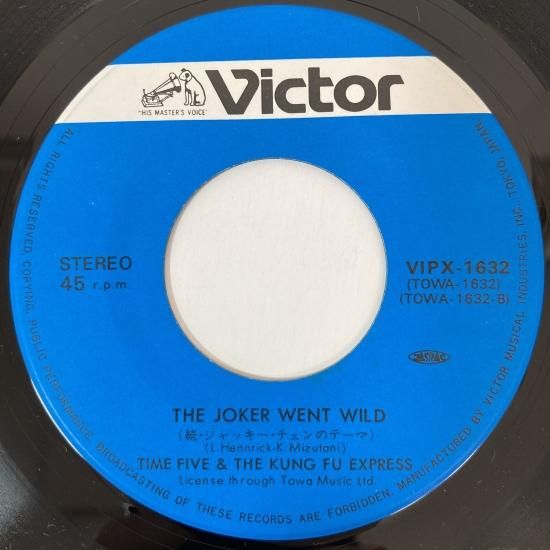 Victor
"HIS MASTER'S VOICE"
STEREO
45 r.p.m.
VIPX-1632
(TOWA-1632)
(TOWA-1632-B)
JASRAC
THE JOKER WENT WILD
(続・ジャッキー・チェンのテーマ)
(L.Hennrick-K.Mizutani)
TIME FIVE & THE KUNG FU EXPRESS
License through Towa Music Ltd.
ALL RIGHTS RESERVED. COPYING, PUBLIC PERFORMANCE, BROADCASTING OF THESE RECORDS ARE FORBIDDEN. MANUFACTURED BY VICTOR MUSICAL INDUSTRIES, INC., TOKYO, JAPAN